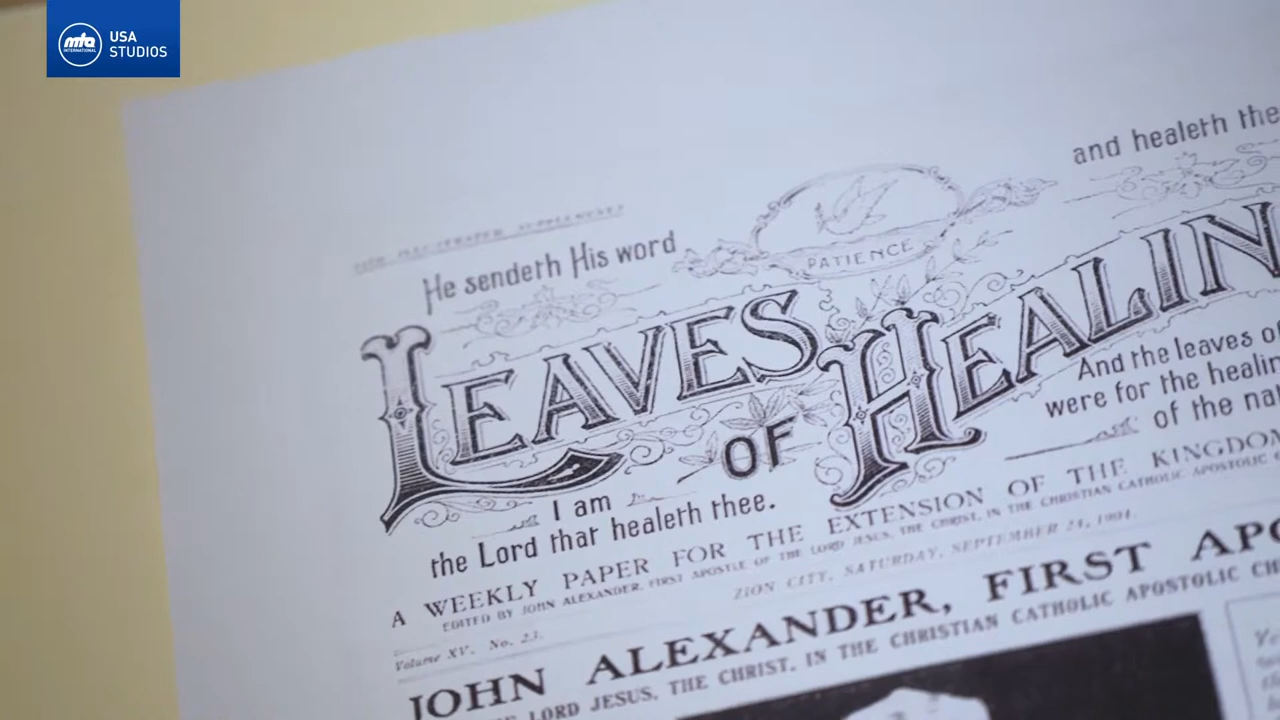 mta
INTERNATIONAL
USA
STUDIOS
ILLUSTRATED SUPPLEMENT
He sendeth His word
and healeth the
PATIENCE
LEAVES
OF
HEALIN
And the leaves o
were for the healin
of the na
I am
the Lord that healeth thee.
A WEEKLY PAPER FOR THE EXTENSION OF THE KINGDOM
EDITED BY JOHN ALEXANDER, FIRST APOSTLE OF THE LORD JESUS, THE CHRIST, IN THE CHRISTIAN CATHOLIC APOSTOLIC
Volume XV. No. 23.
ZION CITY, SATURDAY, SEPTEMBER 24, 1904.
JOHN ALEXANDER, FIRST APO
LORD JESUS, THE CHRIST, IN THE CHRISTIAN CATHOLIC APOSTOLIC CH